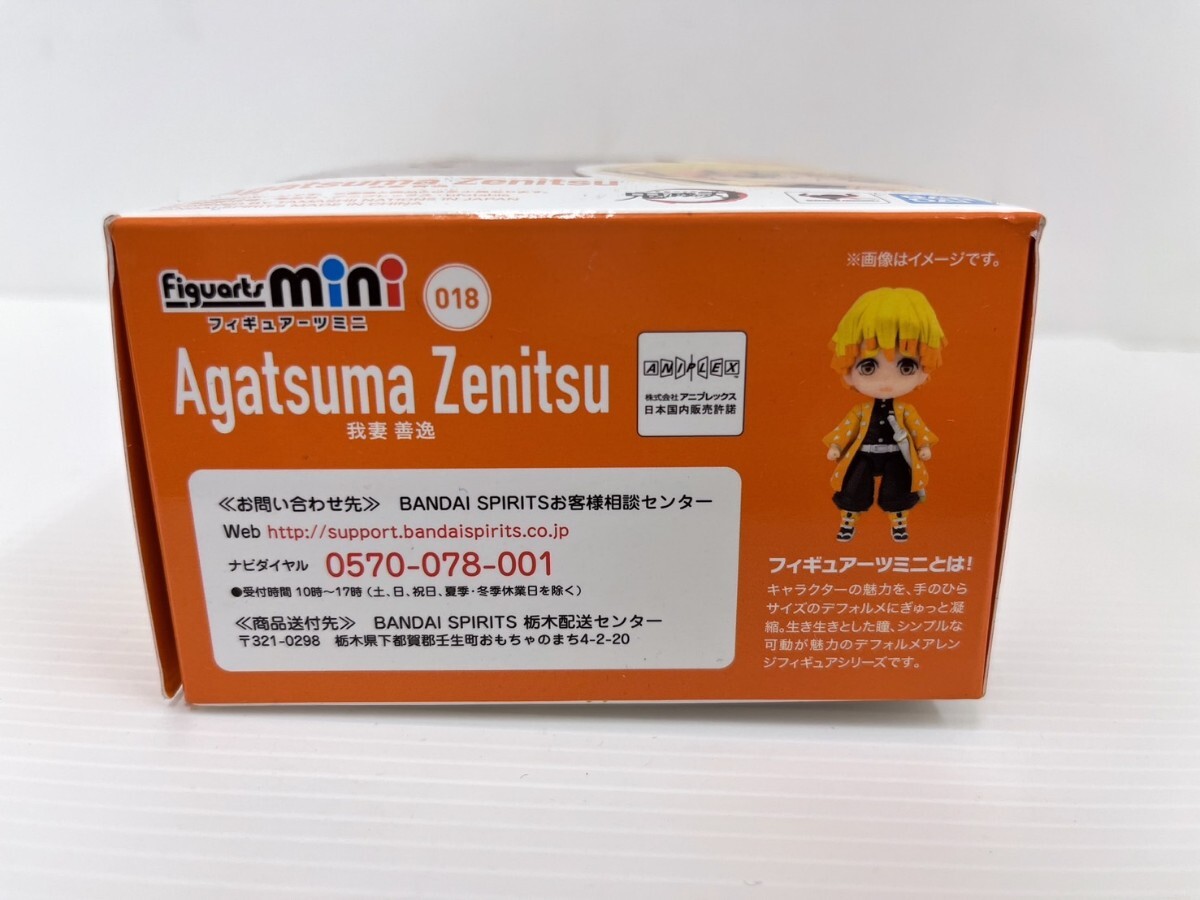 Agatsuma Zenitsu
NATIONS IN JAPAN
Figuarts mini
フィギュアーツミニ
018
※画像はイメージです。
Agatsuma Zenitsu
我妻 善逸
ANIPLEX
株式会社アニプレックス
日本国内販売許諾
≪お問い合わせ先≫ BANDAI SPIRITSお客様相談センター
Web http://support.bandaispirits.co.jp
ナビダイヤル 0570-078-001
●受付時間 10時～17時（土、日、祝日、夏季・冬季休業日を除く）
≪商品送付先≫ BANDAI SPIRITS 栃木配送センター
〒321-0298 栃木県下都賀郡壬生町おもちゃのまち4-2-20
フィギュアーツミニとは！
キャラクターの魅力を、手のひら
サイズのデフォルメにぎゅっと凝
縮。生き生きとした瞳、シンプルな
可動が魅力のデフォルメアレン
ジフィギュアシリーズです。